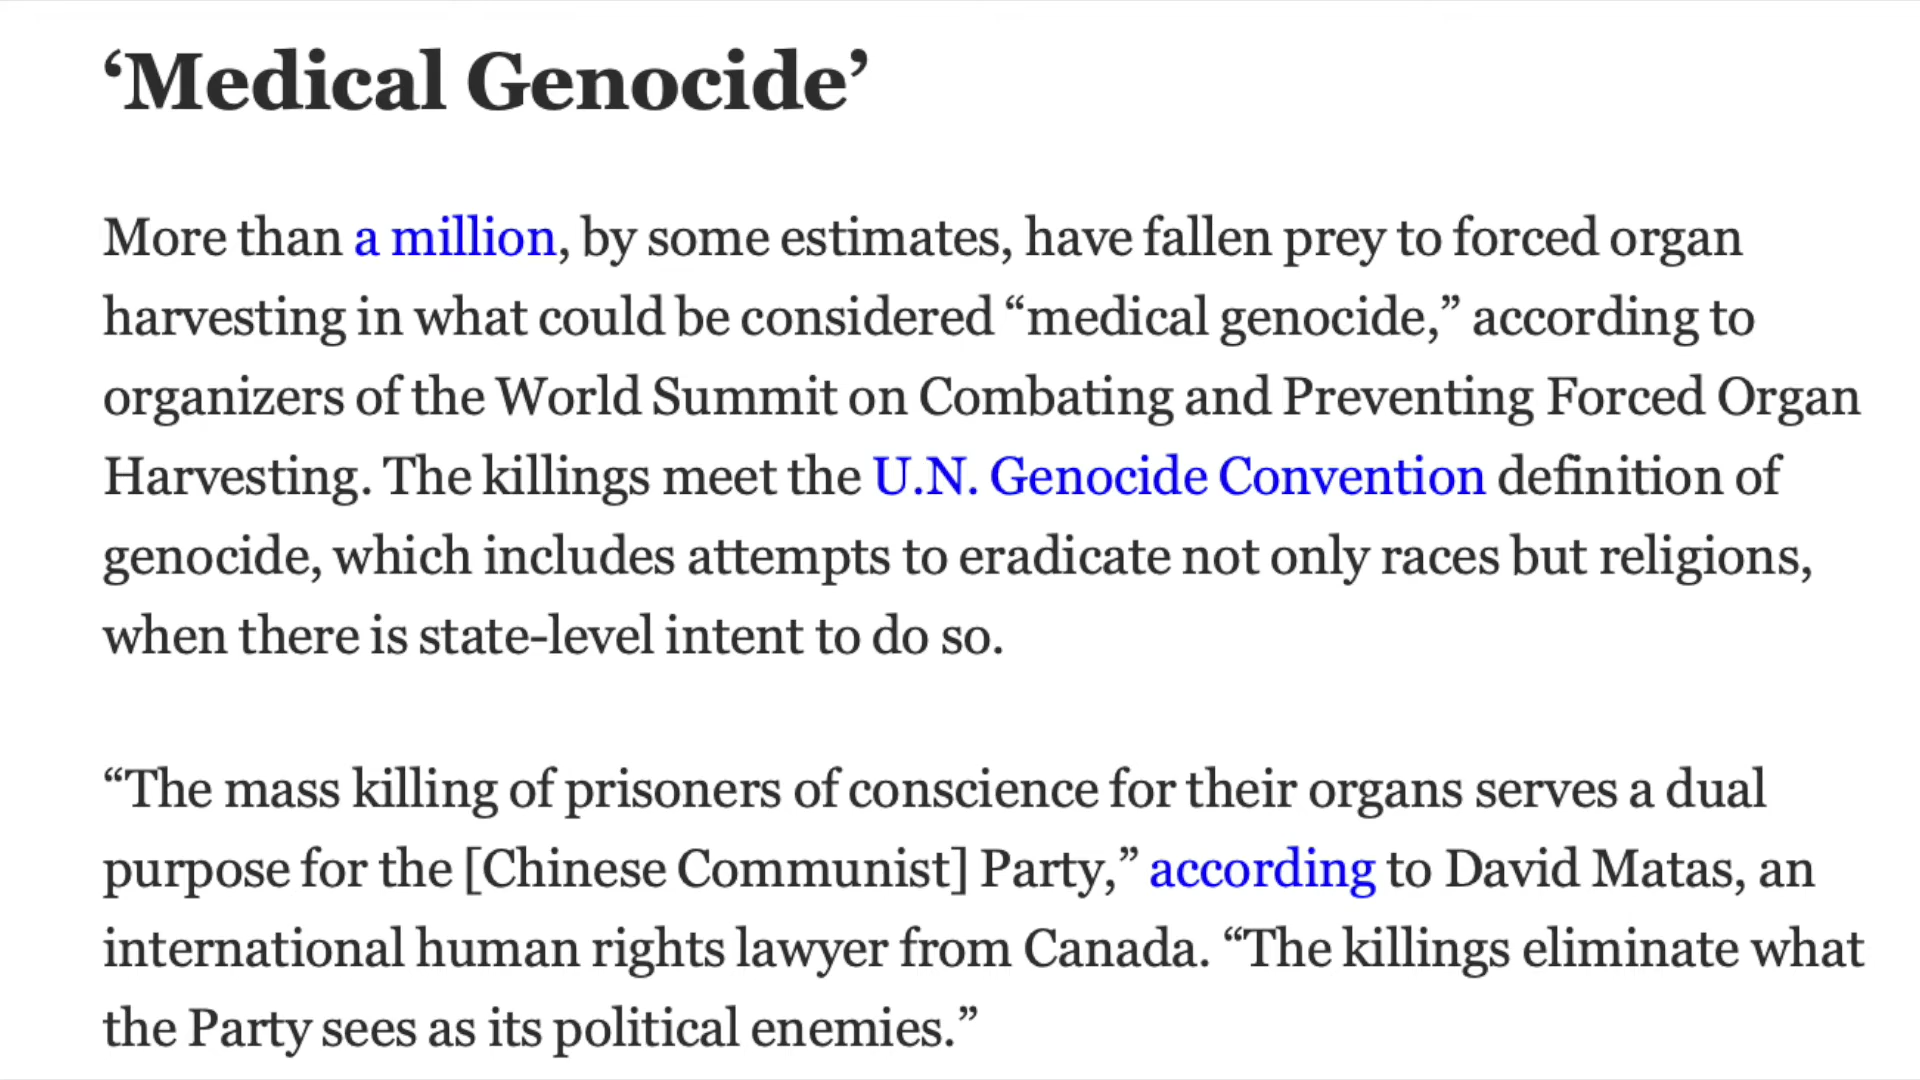 ‘Medical Genocide’
More than a million, by some estimates, have fallen prey to forced organ
harvesting in what could be considered “medical genocide,” according to
organizers of the World Summit on Combating and Preventing Forced Organ
Harvesting. The killings meet the U.N. Genocide Convention definition of
genocide, which includes attempts to eradicate not only races but religions,
when there is state-level intent to do so.
“The mass killing of prisoners of conscience for their organs serves a dual
purpose for the [Chinese Communist] Party,” according to David Matas, an
international human rights lawyer from Canada. “The killings eliminate what
the Party sees as its political enemies.”